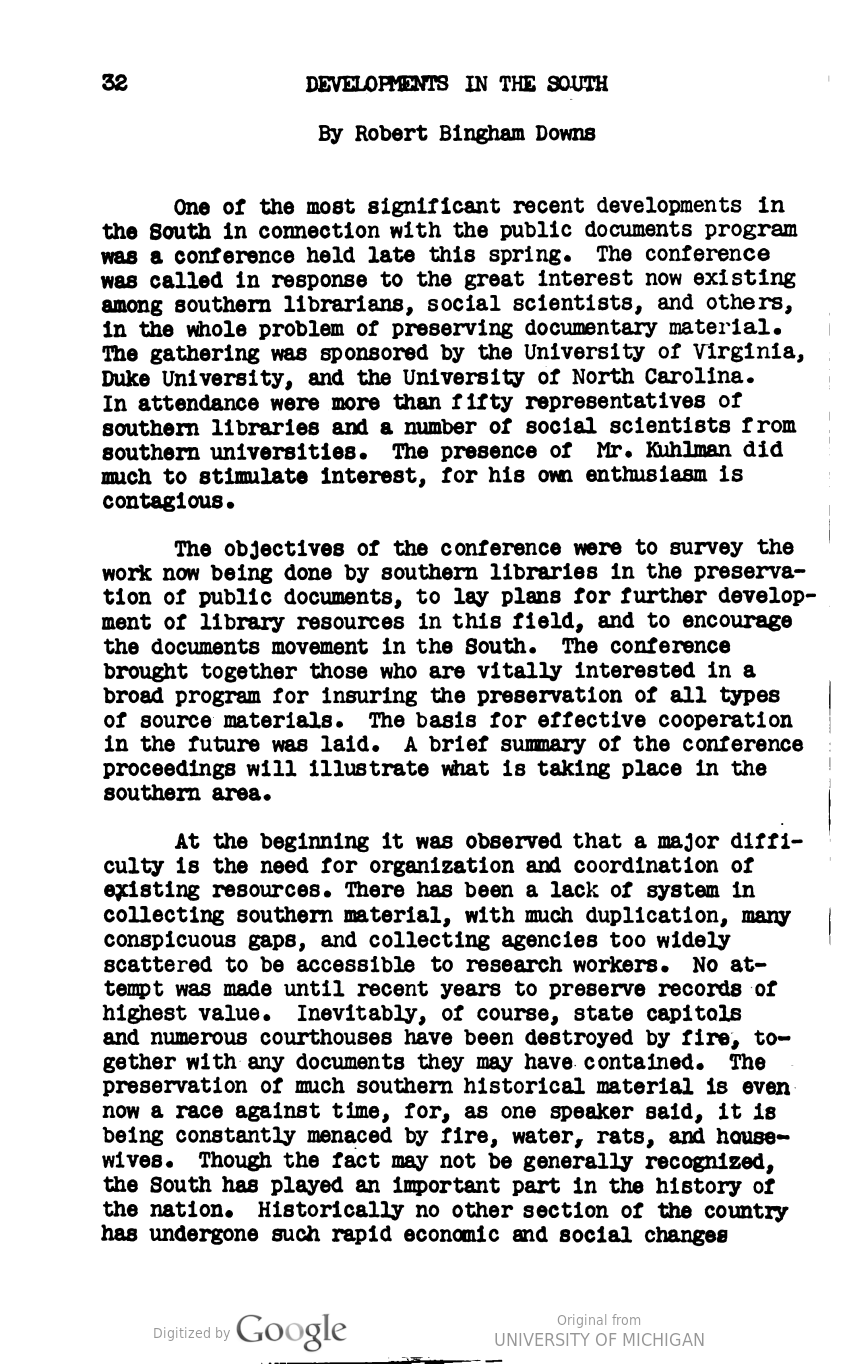 32 DEVELOPMENTS IN THE SOUTH
By Robert Bingham Downs
One of the most significant recent developments in
the South in connection with the public documents program
was a conference held late this spring. The conference
was called in response to the great interest now existing
among southern librarians, social scientists, and others,
in the whole problem of preserving documentary material.
The gathering was sponsored by the University of Virginia,
Duke University, and the University of North Carolina.
In attendance were more than fifty representatives of
southern libraries and a number of social scientists from
southern universities. The presence of Mr. Kuhlman did
much to stimulate interest, for his own enthusiasm is
contagious.
The objectives of the conference were to survey the
work now being done by southern libraries in the preserva-
tion of public documents, to lay plans for further develop-
ment of library resources in this field, and to encourage
the documents movement in the South. The conference
brought together those who are vitally interested in a
broad program for insuring the preservation of all types
of source materials. The basis for effective cooperation
in the future was laid. A brief summary of the conference
proceedings will illustrate what is taking place in the
southern area.
At the beginning it was observed that a major diffi-
culty is the need for organization and coordination of
existing resources. There has been a lack of system in
collecting southern material, with much duplication, many
conspicuous gaps, and collecting agencies too widely
scattered to be accessible to research workers. No at-
tempt was made until recent years to preserve records of
highest value. Inevitably, of course, state capitols
and numerous courthouses have been destroyed by fire, to-
gether with any documents they may have contained. The
preservation of much southern historical material is even
now a race against time, for, as one speaker said, it is
being constantly menaced by fire, water, rats, and house-
wives. Though the fact may not be generally recognized,
the South has played an important part in the history of
the nation. Historically no other section of the country
has undergone such rapid economic and social changes
Digitized by Google
Original from
UNIVERSITY OF MICHIGAN